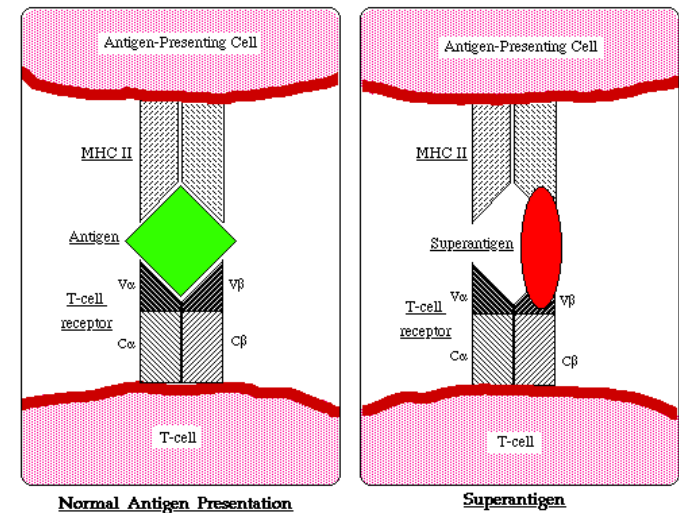 Antigen-Presenting Cell
MHC II
Antigen
Vα
Vβ
T-cell
receptor
Cα
Cβ
T-cell
Normal Antigen Presentation
Antigen-Presenting Cell
MHC II
Superantigen
Vα
Vβ
T-cell
receptor
Cα
Cβ
T-cell
Superantigen